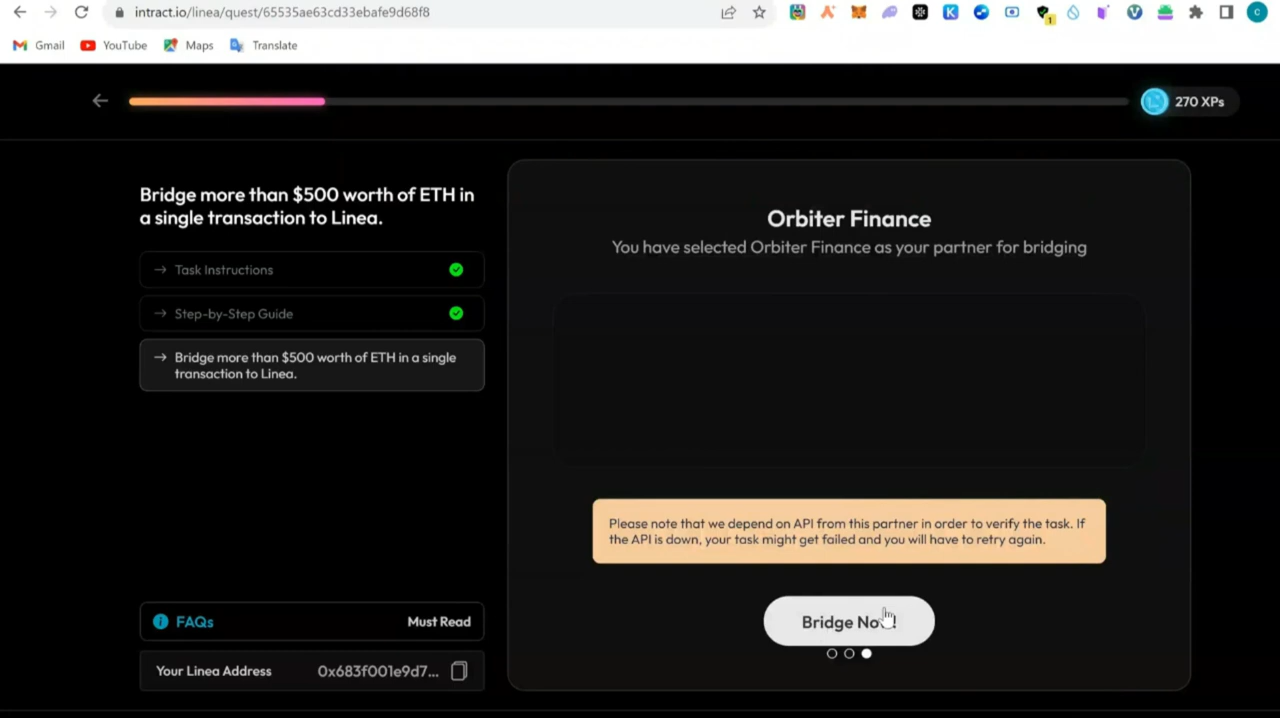 intract.io/linea/quest/65535ae63cd33ebafe9d68f8
1
C
Gmail
YouTube
Maps
Translate
270 XPs
Bridge more than $500 worth of ETH in
a single transaction to Linea.
Task Instructions
Step-by-Step Guide
Bridge more than $500 worth of ETH in a single
transaction to Linea.
FAQs
Must Read
Your Linea Address
0x683f001e9d7...
Orbiter Finance
You have selected Orbiter Finance as your partner for bridging
Please note that we depend on API from this partner in order to verify the task. If
the API is down, your task might get failed and you will have to retry again.
Bridge Now!